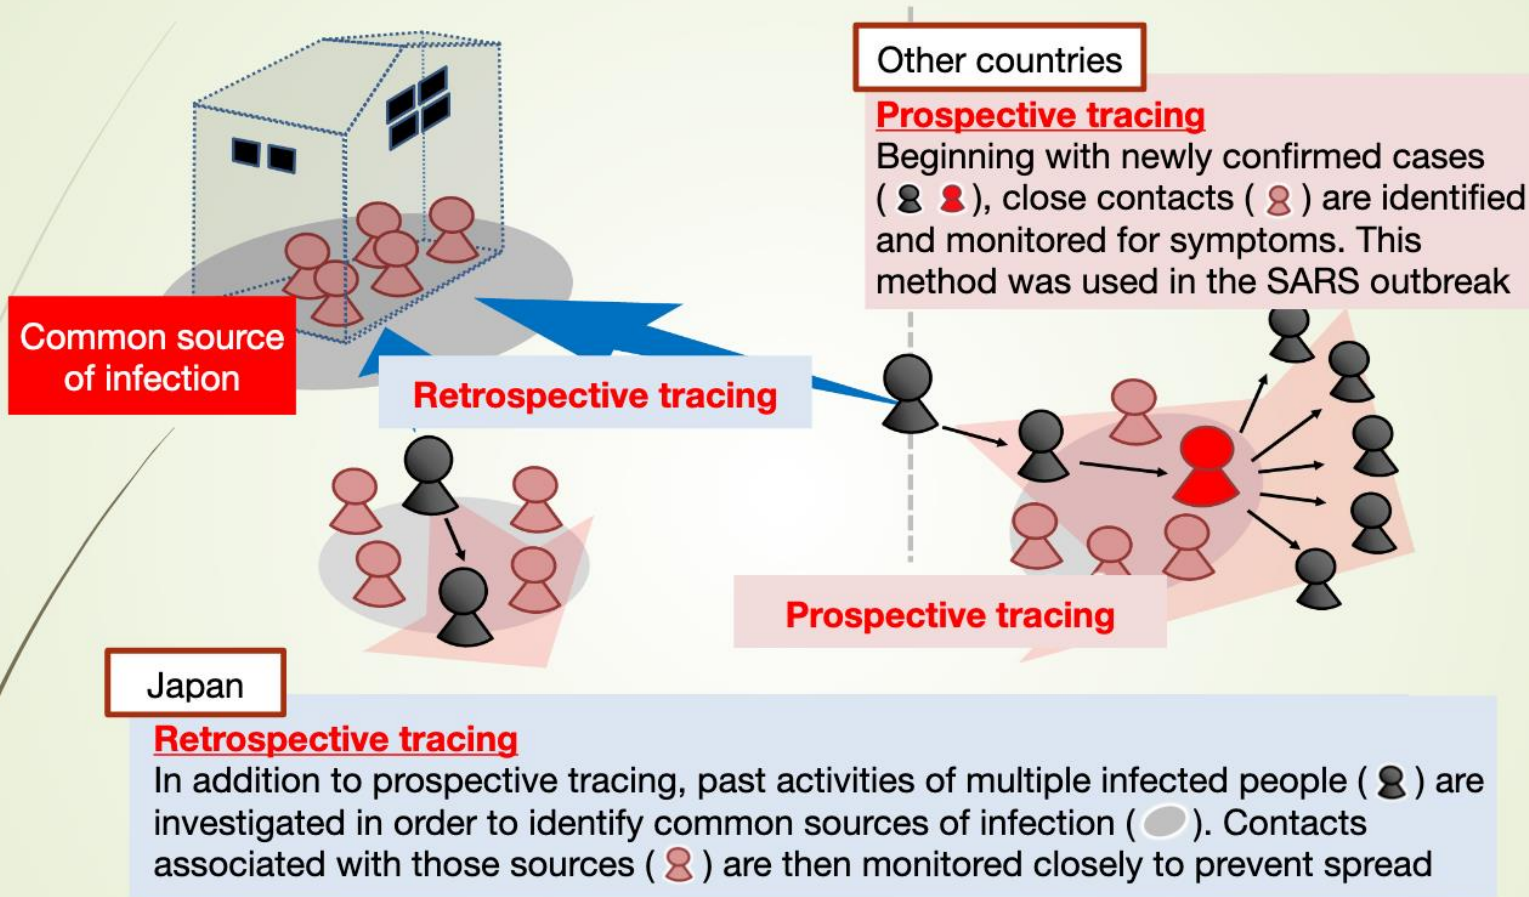 Other countries
Prospective tracing
Beginning with newly confirmed cases
( ), close contacts ( ) are identified
and monitored for symptoms. This
method was used in the SARS outbreak
Common source
of infection
Retrospective tracing
Prospective tracing
Japan
Retrospective tracing
In addition to prospective tracing, past activities of multiple infected people ( ) are
investigated in order to identify common sources of infection ( ). Contacts
associated with those sources ( ) are then monitored closely to prevent spread